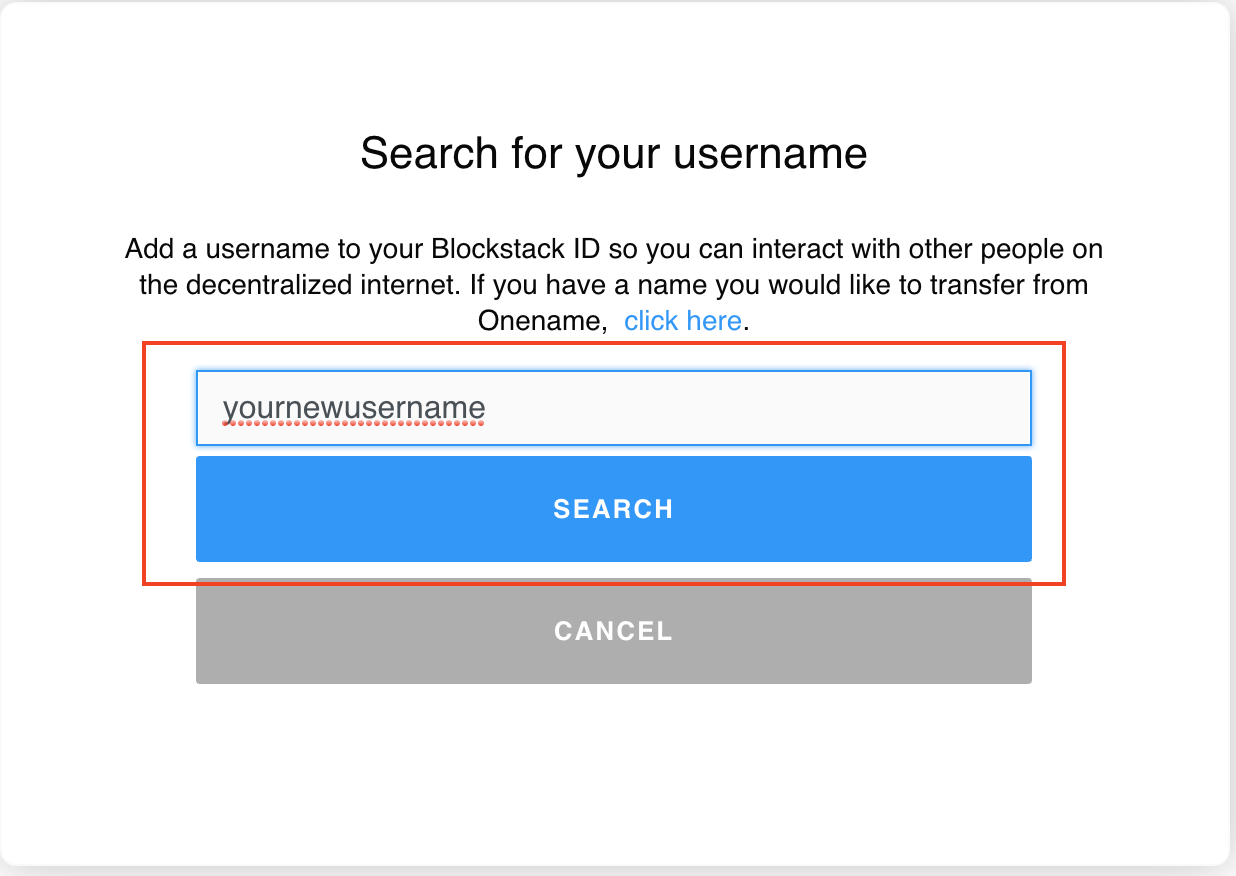 Search for your username
Add a username to your Blockstack ID so you can interact with other people on
the decentralized internet. If you have a name you would like to transfer from
Onename, click here.
yournewusername
SEARCH
CANCEL